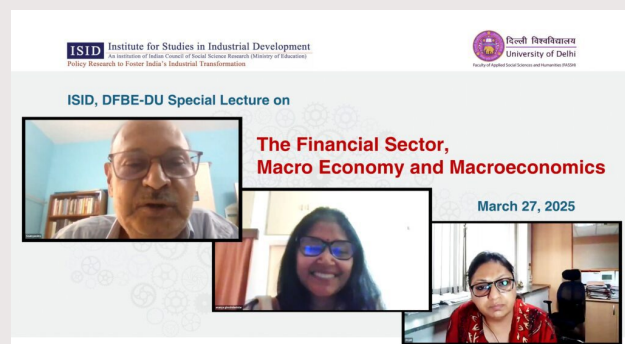 ISID
Institute for Studies in Industrial Development
An institution of Indian Council of Social Science Research (Ministry of Education)
Policy Research to Foster India's Industrial Transformation
दिल्ली विश्वविद्यालय
University of Delhi
Faculty of Applied Social Sciences and Humanities (FASSH)
ISID, DFBE-DU Special Lecture on
The Financial Sector,
Macro Economy and Macroeconomics
March 27, 2025